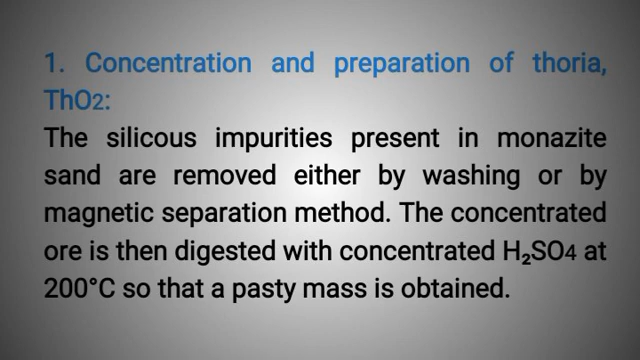 1. Concentration and preparation of thoria,
ThO2:
The silicous impurities present in monazite
sand are removed either by washing or by
magnetic separation method. The concentrated
ore is then digested with concentrated H₂SO4 at
200°C so that a pasty mass is obtained.